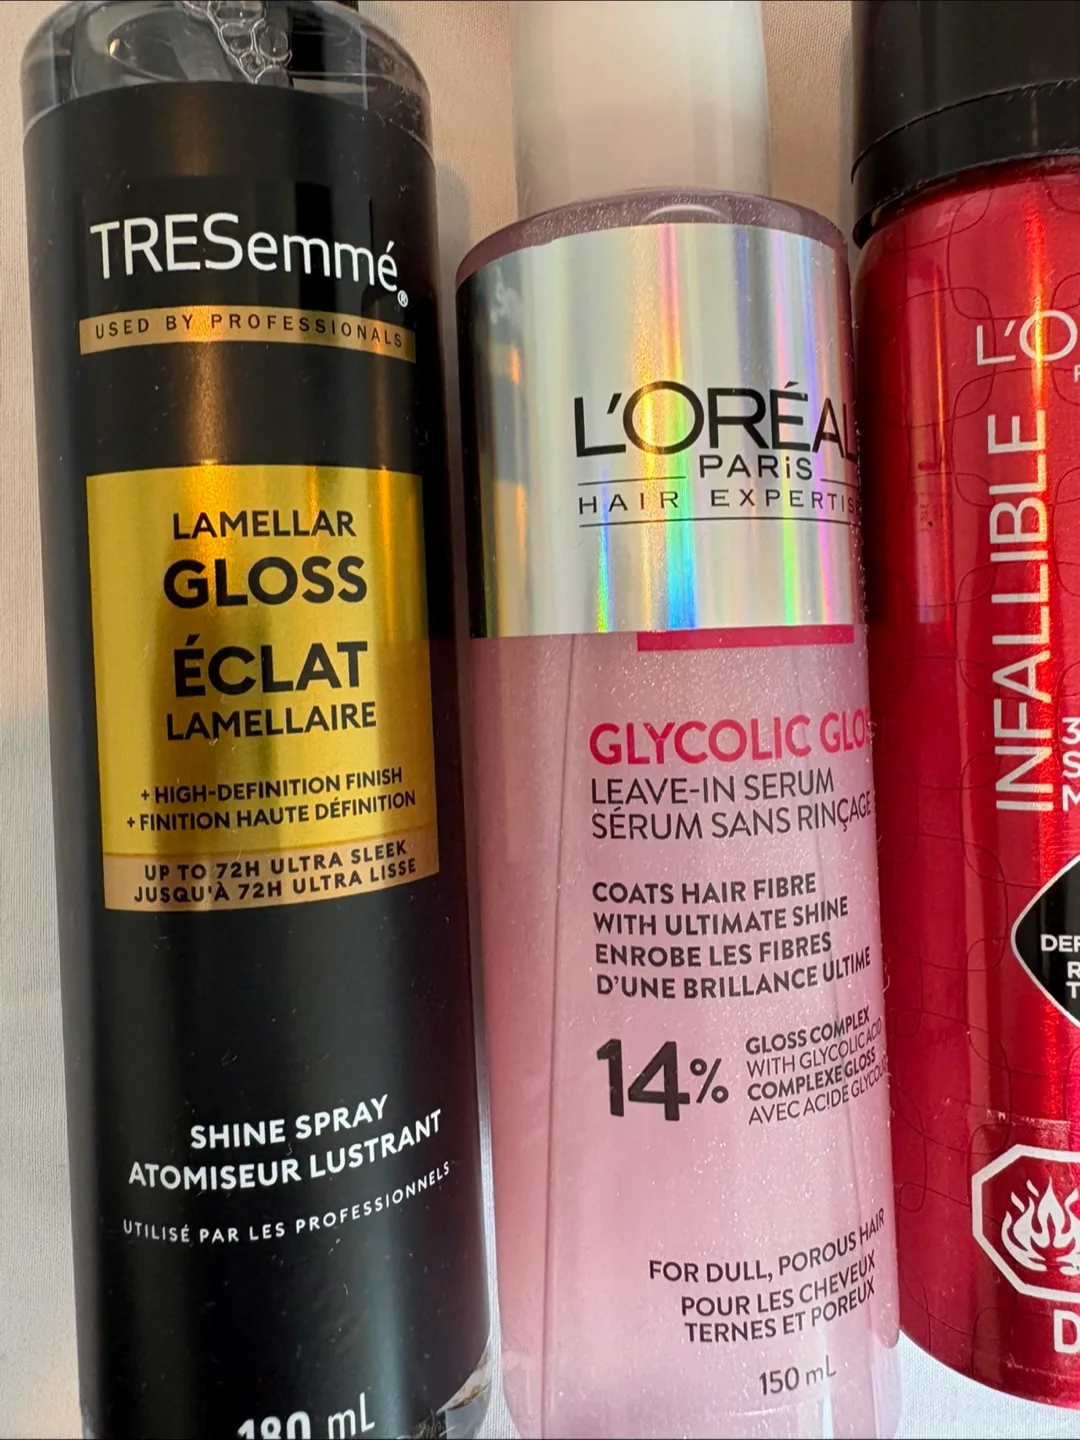 TRESemmé®
USED BY PROFESSIONALS
LAMELLAR
GLOSS
ÉCLAT
LAMELLAIRE
+ HIGH-DEFINITION FINISH
+ FINITION HAUTE DÉFINITION
UP TO 72H ULTRA SLEEK
JUSQU'À 72H ULTRA LISSE
SHINE SPRAY
ATOMISEUR LUSTRANT
UTILISÉ PAR LES PROFESSIONNELS
180 mL
L'ORÉAL
PARiS
HAIR EXPERTIS
GLYCOLIC GLOS
LEAVE-IN SERUM
SÉRUM SANS RINÇAGE
COATS HAIR FIBRE
WITH ULTIMATE SHINE
ENROBE LES FIBRES
D'UNE BRILLANCE ULTIME
14%
GLOSS COMPLEX
WITH GLYCOLIC ACID
COMPLEXE GLOSS
AVEC ACIDE GLYCOLIQ
FOR DULL, POROUS HAIR
POUR LES CHEVEUX
TERNES ET POREUX
150 mL
L'O
INFALLIBLE
3
S
M
DEF
R
T
D